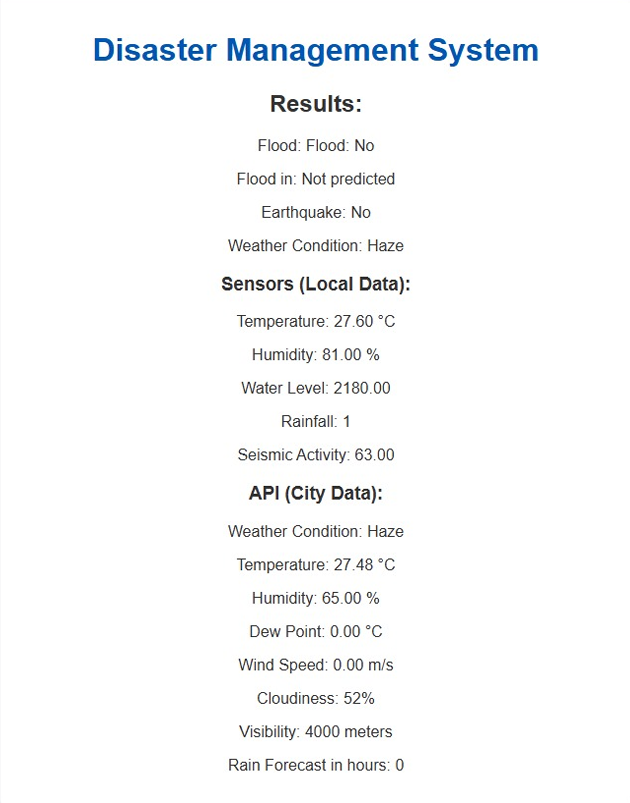 Disaster Management System
Results:
Flood: Flood: No
Flood in: Not predicted
Earthquake: No
Weather Condition: Haze
Sensors (Local Data):
Temperature: 27.60 °C
Humidity: 81.00 %
Water Level: 2180.00
Rainfall: 1
Seismic Activity: 63.00
API (City Data):
Weather Condition: Haze
Temperature: 27.48 °C
Humidity: 65.00 %
Dew Point: 0.00 °C
Wind Speed: 0.00 m/s
Cloudiness: 52%
Visibility: 4000 meters
Rain Forecast in hours: 0